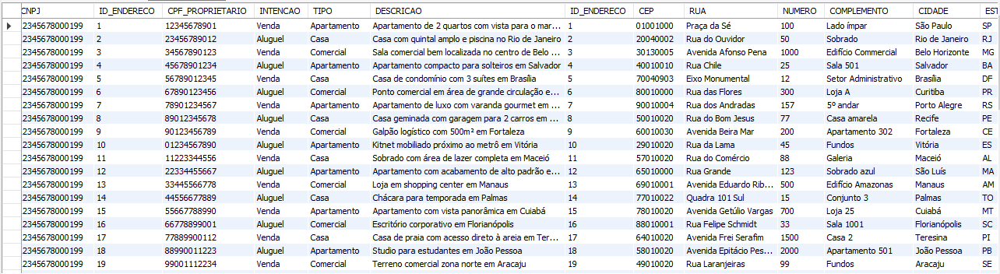 CNPJ ID_ENDERECO CPF_PROPRIETARIO INTENCAO TIPO DESCRICAO ID_ENDERECO CEP RUA NUMERO COMPLEMENTO CIDADE EST
2345678000199 1 12345678901 Venda Apartamento Apartamento de 2 quartos com vista para o mar... 1 01001000 Praça da Sé 100 Lado ímpar São Paulo SP
2345678000199 2 23456789012 Aluguel Casa Casa com quintal amplo e piscina no Rio de Janeiro 2 20040002 Rua do Ouvidor 50 Sobrado Rio de Janeiro RJ
2345678000199 3 34567890123 Venda Comercial Sala comercial bem localizada no centro de Belo ... 3 30130005 Avenida Afonso Pena 1000 Edifício Commercial Belo Horizonte MG
2345678000199 4 45678901234 Aluguel Apartamento Apartamento compacto para solteiros em Salvador 4 40010010 Rua Chile 25 Sala 501 Salvador BA
2345678000199 5 56789012345 Venda Casa Casa de condomínio com 3 suítes em Brasília 5 70040903 Eixo Monumental 12 Setor Administrativo Brasília DF
2345678000199 6 67890123456 Aluguel Comercial Ponto comercial em área de grande circulação e... 6 80010000 Rua das Flores 300 Loja A Curitiba PR
2345678000199 7 78901234567 Venda Apartamento Apartamento de luxo com varanda gourmet em ... 7 90010004 Rua dos Andradas 157 5º andar Porto Alegre RS
2345678000199 8 89012345678 Aluguel Casa Casa geminada com garagem para 2 carros em ... 8 50010020 Rua do Bom Jesus 77 Casa amarela Recife PE
2345678000199 9 90123456789 Venda Comercial Galpão logístico com 500m² em Fortaleza 9 60010030 Avenida Beira Mar 200 Apartamento 302 Fortaleza CE
2345678000199 10 01234567890 Aluguel Apartamento Kitnet mobiliado próximo ao metrô em Vitória 10 29010020 Rua da Lama 45 Fundos Vitória ES
2345678000199 11 11223344556 Venda Casa Sobrado com área de lazer completa em Maceió 11 57010020 Rua do Comércio 88 Galeria Maceió AL
2345678000199 12 22334455667 Aluguel Apartamento Apartamento com acabamento de alto padrão e... 12 65010000 Rua Grande 123 Sobrado azul São Luís MA
2345678000199 13 33445566778 Venda Comercial Loja em shopping center em Manaus 13 69010001 Avenida Eduardo Rib... 500 Edifício Amazonas Manaus AM
2345678000199 14 44556677889 Aluguel Casa Chácara para temporada em Palmas 14 77010022 Quadra 101 Sul 15 Conjunto 3 Palmas TO
2345678000199 15 55667788990 Venda Apartamento Apartamento com vista panorâmica em Cuiabá 15 78010020 Avenida Getúlio Vargas 700 Loja 25 Cuiabá MT
2345678000199 16 66778899001 Aluguel Comercial Escritório corporativo em Florianópolis 16 88010001 Rua Felipe Schmidt 33 Sala 1001 Florianópolis SC
2345678000199 17 77889900112 Venda Casa Casa de praia com acesso direto à areia em Ter... 17 64010020 Avenida Frei Serafim 1500 Casa 2 Teresina PI
2345678000199 18 88990011223 Aluguel Apartamento Studio para estudantes em João Pessoa 18 58010020 Avenida Epitácio Pes... 2000 Apartamento 501 João Pessoa PB
2345678000199 19 99001112234 Venda Comercial Terreno comercial zona norte em Aracaju 19 49010020 Rua Laranjeiras 99 Fundos Aracaju SE